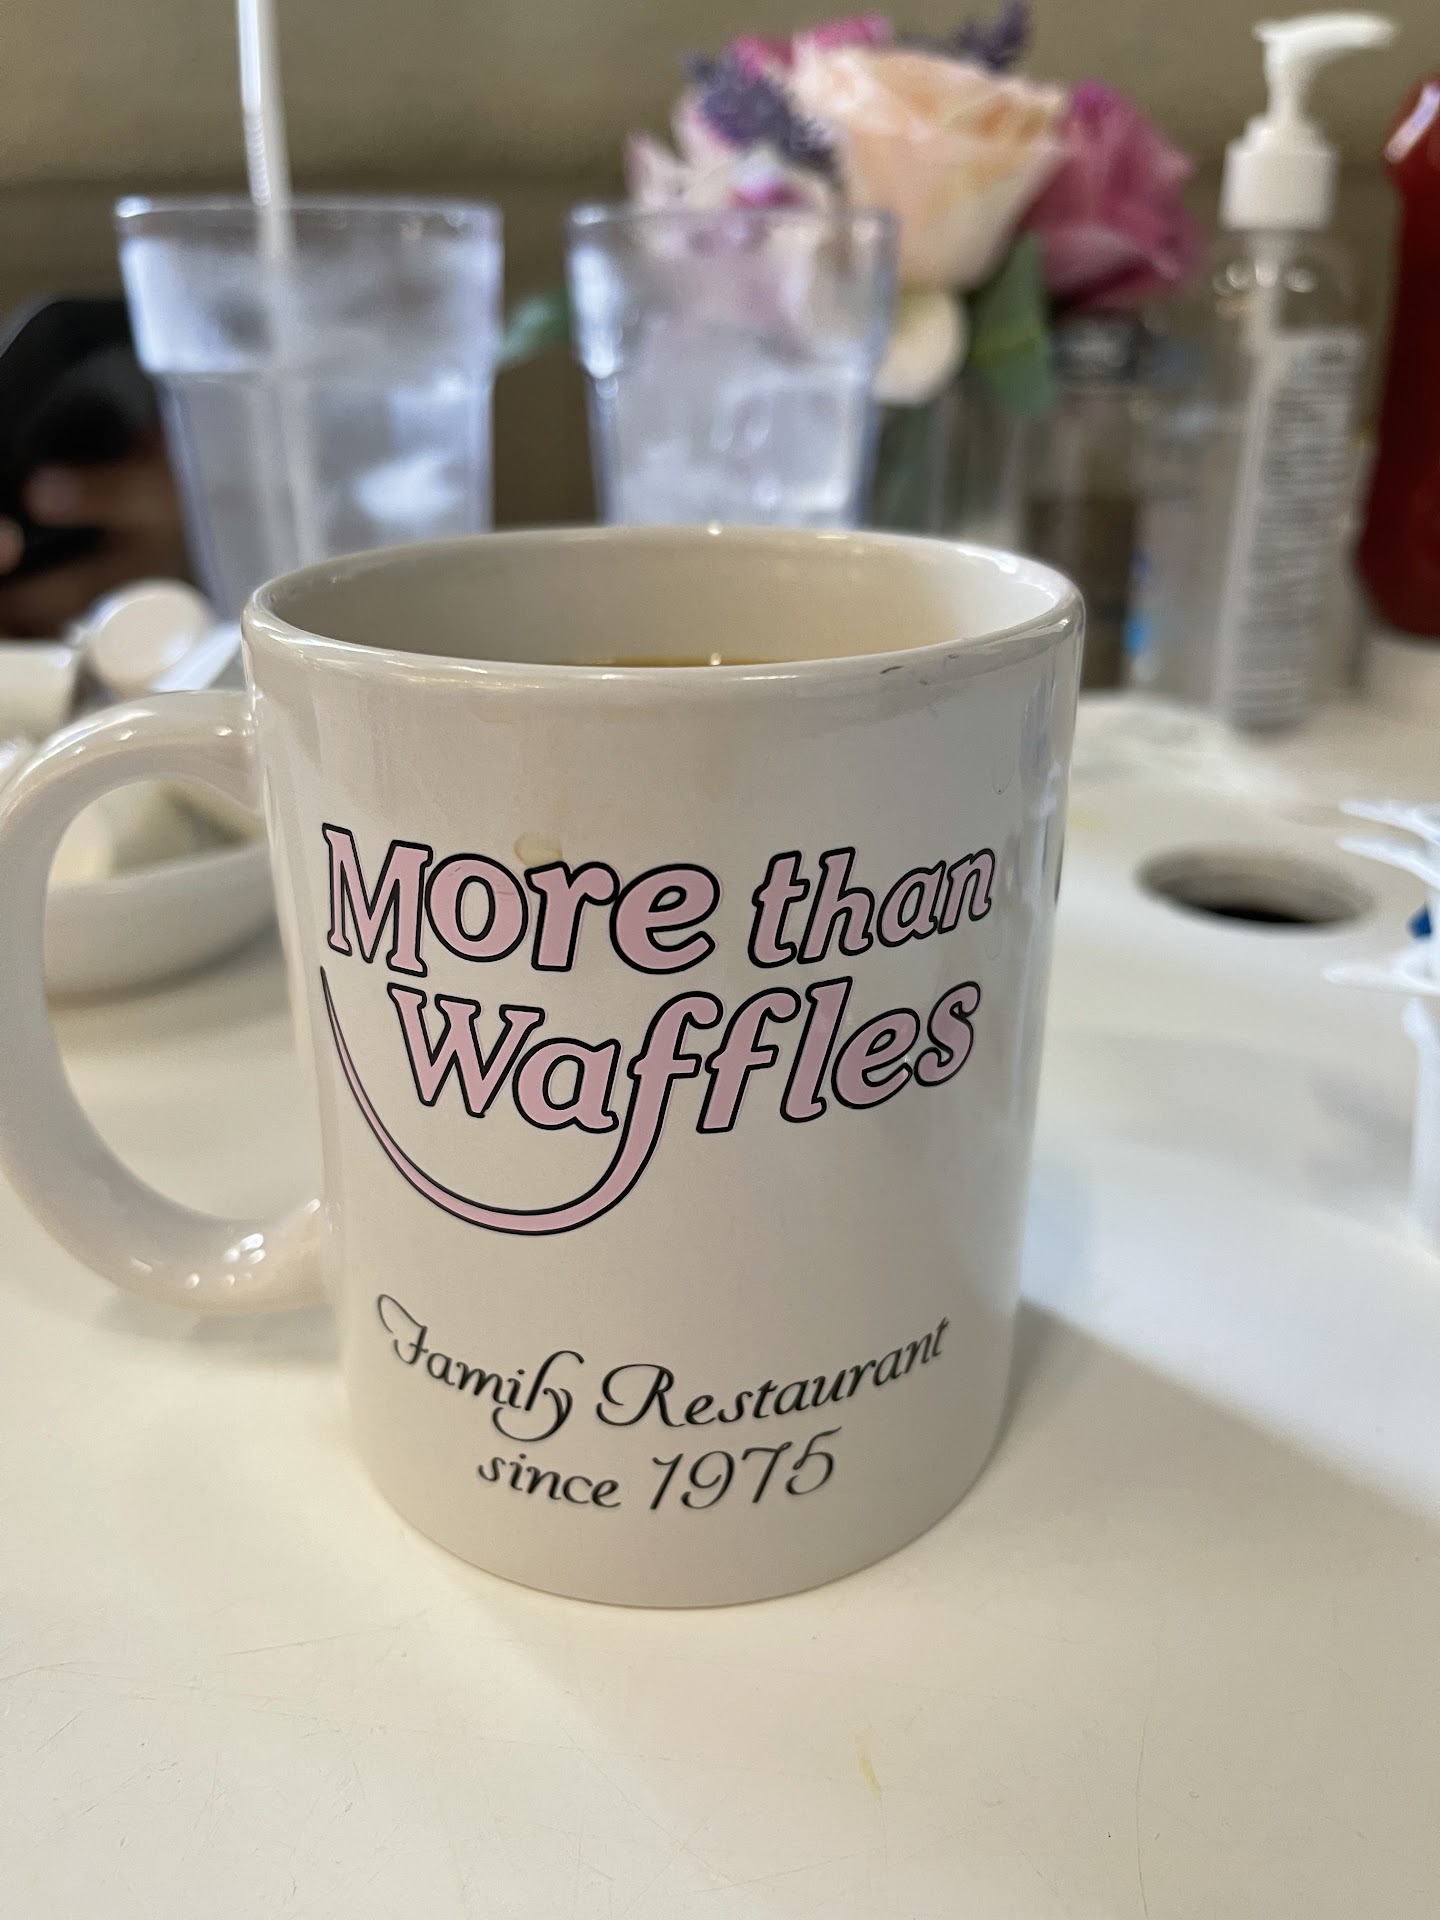 More than
Waffles
Family Restaurant
since 1975